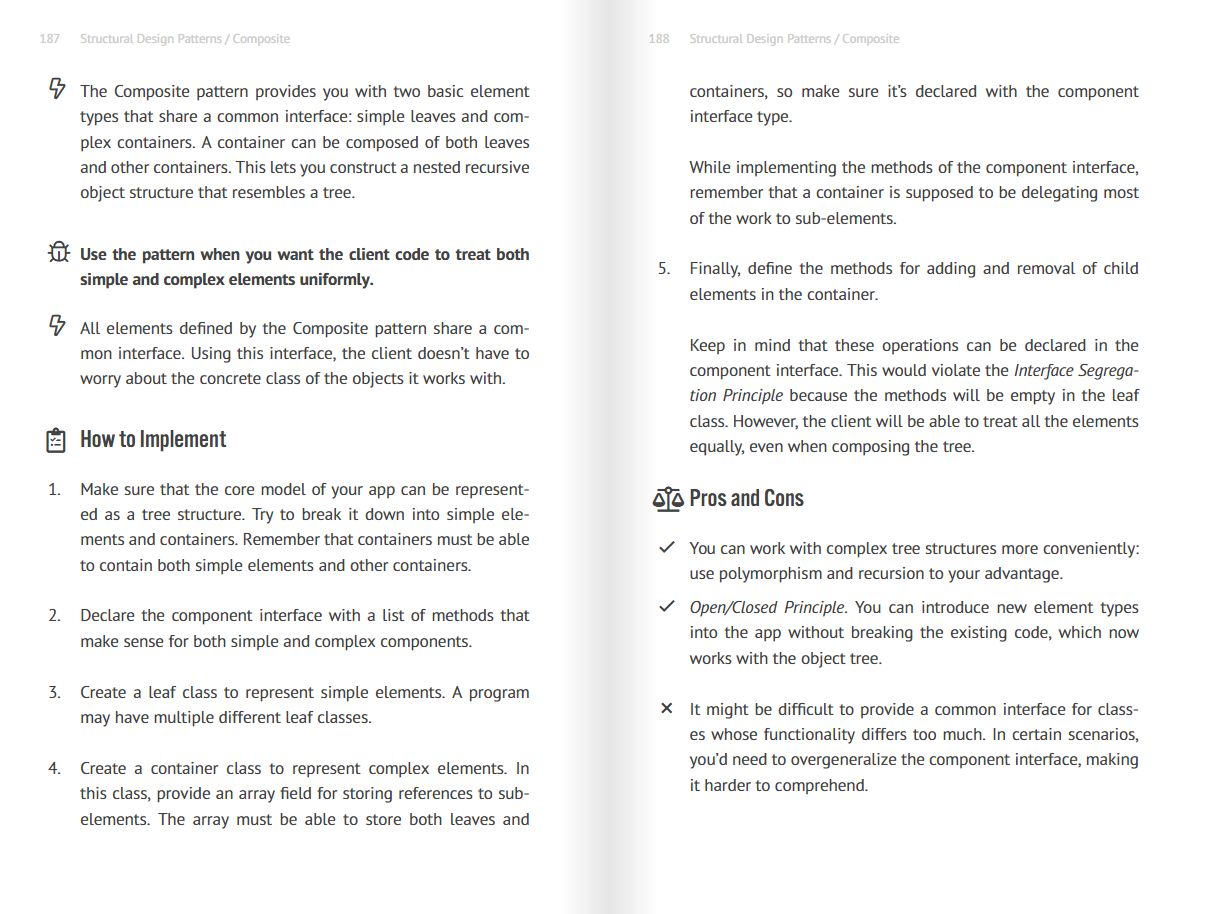 187 Structural Design Patterns / Composite
The Composite pattern provides you with two basic element
types that share a common interface: simple leaves and com-
plex containers. A container can be composed of both leaves
and other containers. This lets you construct a nested recursive
object structure that resembles a tree.
Use the pattern when you want the client code to treat both
simple and complex elements uniformly.
All elements defined by the Composite pattern share a com-
mon interface. Using this interface, the client doesn’t have to
worry about the concrete class of the objects it works with.
How to Implement
1. Make sure that the core model of your app can be represent-
ed as a tree structure. Try to break it down into simple ele-
ments and containers. Remember that containers must be able
to contain both simple elements and other containers.
2. Declare the component interface with a list of methods that
make sense for both simple and complex components.
3. Create a leaf class to represent simple elements. A program
may have multiple different leaf classes.
4. Create a container class to represent complex elements. In
this class, provide an array field for storing references to sub-
elements. The array must be able to store both leaves and
188 Structural Design Patterns / Composite
containers, so make sure it’s declared with the component
interface type.
While implementing the methods of the component interface,
remember that a container is supposed to be delegating most
of the work to sub-elements.
5. Finally, define the methods for adding and removal of child
elements in the container.
Keep in mind that these operations can be declared in the
component interface. This would violate the Interface Segrega-
tion Principle because the methods will be empty in the leaf
class. However, the client will be able to treat all the elements
equally, even when composing the tree.
Pros and Cons
You can work with complex tree structures more conveniently:
use polymorphism and recursion to your advantage.
Open/Closed Principle. You can introduce new element types
into the app without breaking the existing code, which now
works with the object tree.
It might be difficult to provide a common interface for class-
es whose functionality differs too much. In certain scenarios,
you’d need to overgeneralize the component interface, making
it harder to comprehend.